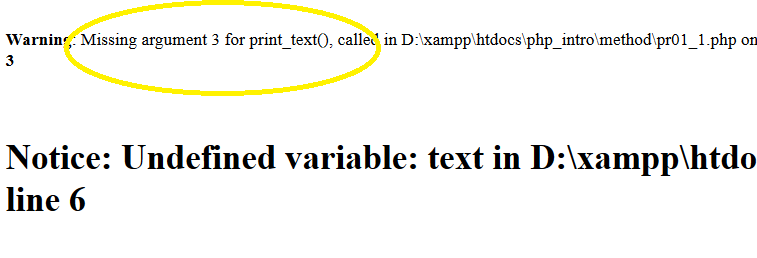 Warning: Missing argument 3 for print_text(), called in D:\xampp\htdocs\php_intro\method\pr01_1.php on
3
Notice: Undefined variable: text in D:\xampp\htdo
line 6